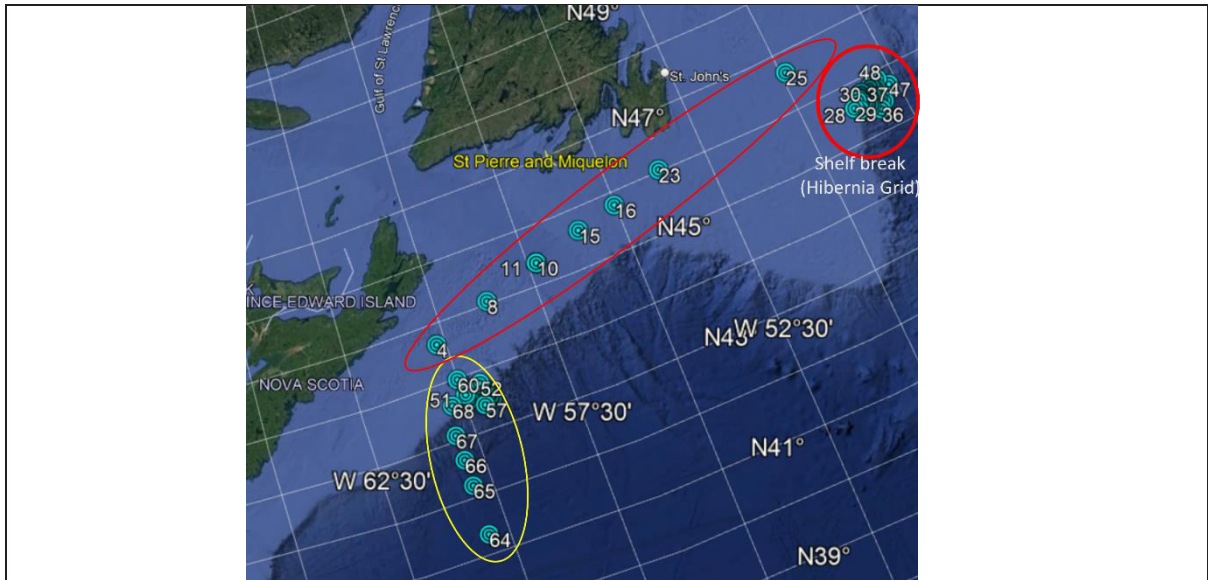 N49°
Gulf of St Lawrenc
St. John's
25
48
30 37 47
28 29 36
N47°
St Pierre and Miquelon
Shelf break
(Hibernia Grid)
23
16
N45°
15
11 10
INCE EDWARD ISLAND
8
N43°
W 52°30'
4
NOVA SCOTIA
60 52
51 68 57
W 57°30'
67
N41°
66
W 62°30'
65
64
N39°